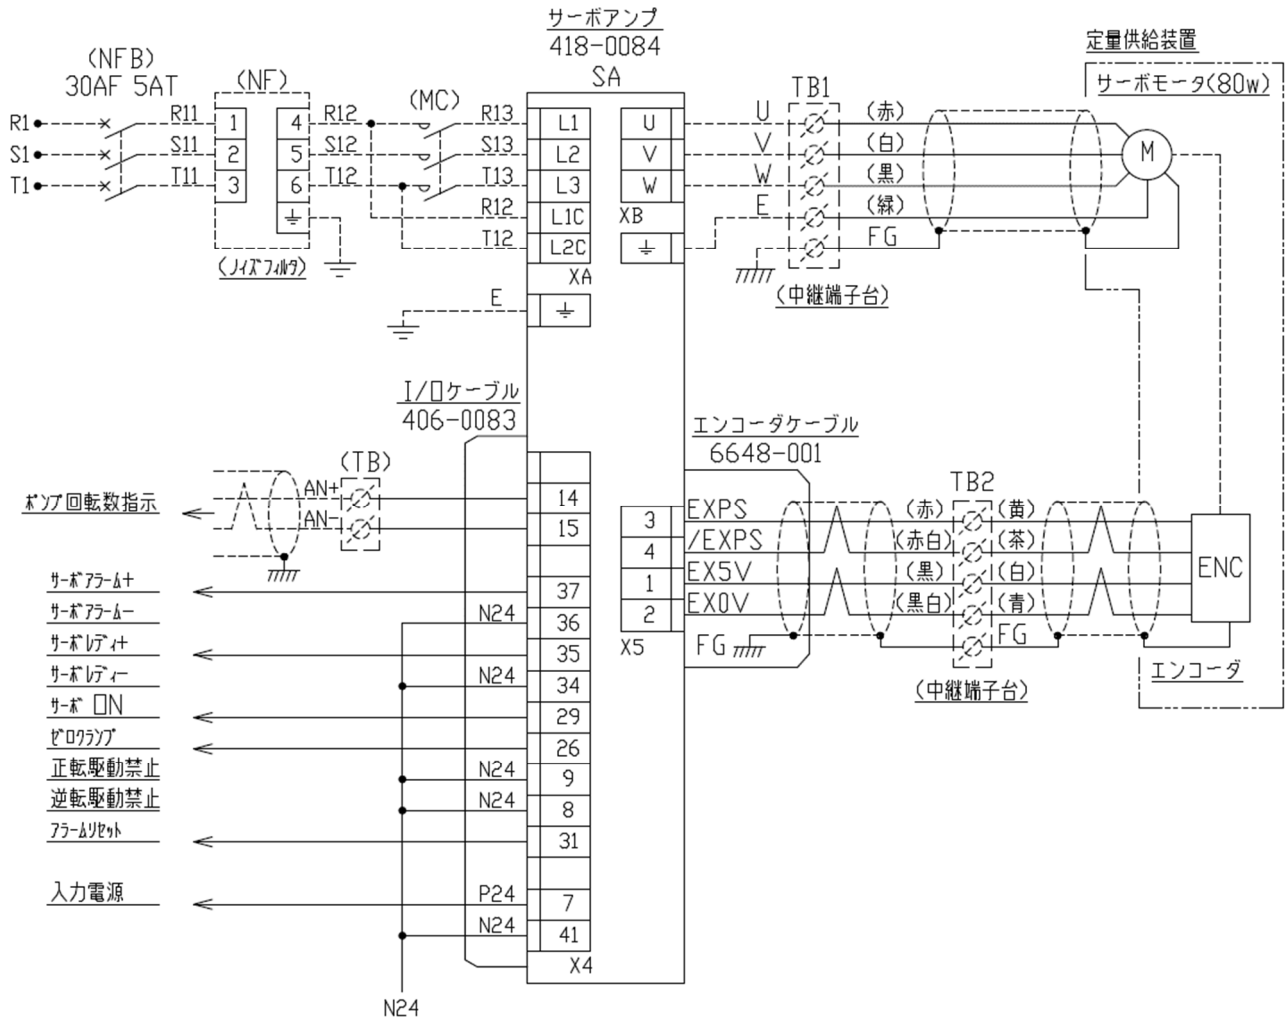 サーボアンプ
418-0084
SA
定量供給装置
サーボモータ(80w)
(NFB)
30AF 5AT
(NF)
(MC)
TB1
R1
R11
1
4
R12
R13
L1
U
U
(赤)
S1
S11
2
5
S12
S13
L2
V
V
(白)
M
T1
T11
3
6
T12
T13
L3
W
W
(黒)
R12
L1C
XB
E
(緑)
T12
L2C
FG
(ノイズフィルタ)
XA
(中継端子台)
E
I/Oケーブル
406-0083
エンコーダケーブル
6648-001
(TB)
TB2
ポンプ回転数指示
AN+
14
AN-
15
3
EXPS
(赤)
(黄)
4
/EXPS
(赤白)
(茶)
1
EX5V
(黒)
(白)
ENC
2
EX0V
(黒白)
(青)
X5
FG
FG
エンコーダ
(中継端子台)
サーボアラーム+
37
サーボアラーム-
N24
36
サーボレディ+
35
サーボレディ-
N24
34
サーボ ON
29
ゼロクランプ
26
正転駆動禁止
N24
9
逆転駆動禁止
N24
8
アラームリセット
31
入力電源
P24
7
N24
41
X4
N24